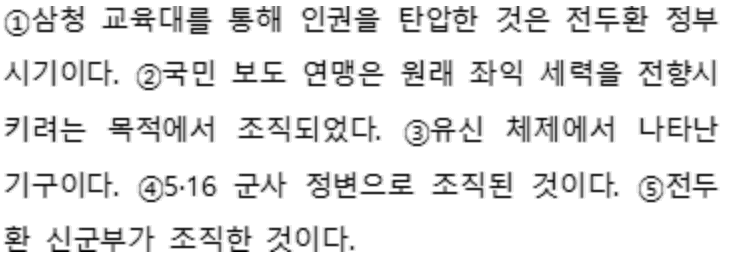 ①삼청 교육대를 통해 인권을 탄압한 것은 전두환 정부
시기이다. ②국민 보도 연맹은 원래 좌익 세력을 전향시
키려는 목적에서 조직되었다. ③유신 체제에서 나타난
기구이다. ④5·16 군사 정변으로 조직된 것이다. ⑤전두
환 신군부가 조직한 것이다.